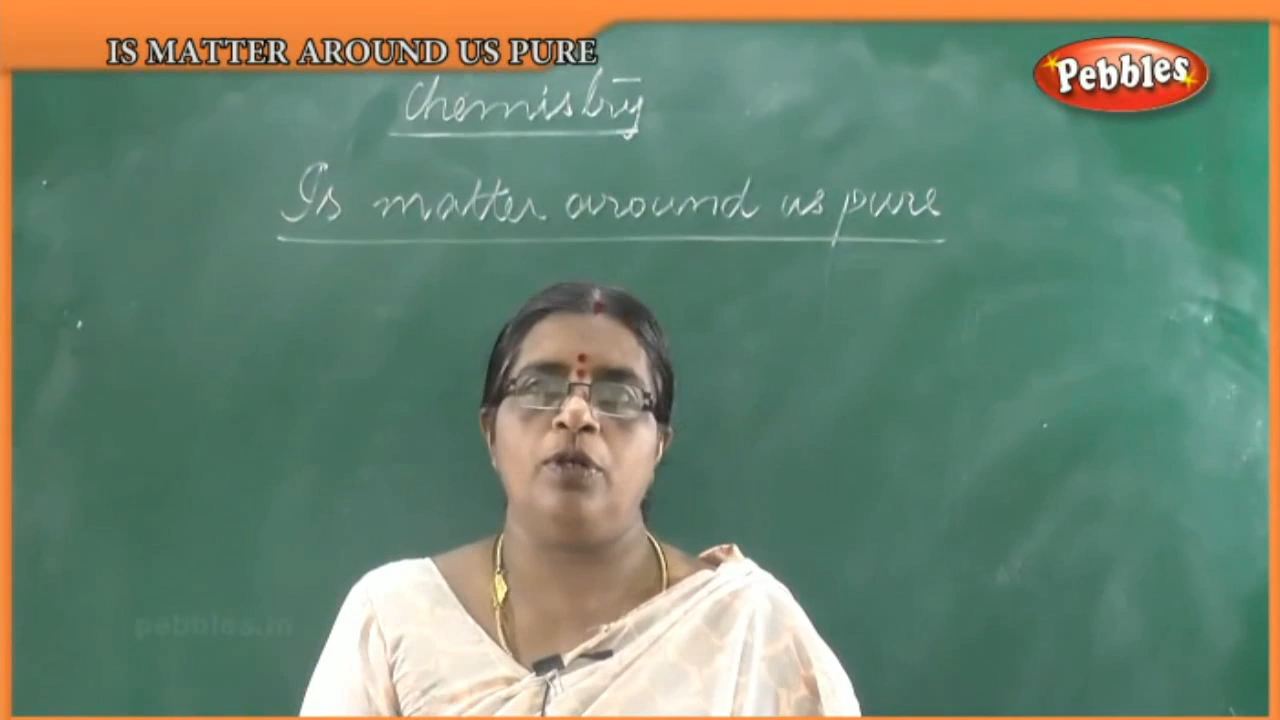 IS MATTER AROUND US PURE
Pebbles
Chemistry
Is matter around us pure
pebbles.in